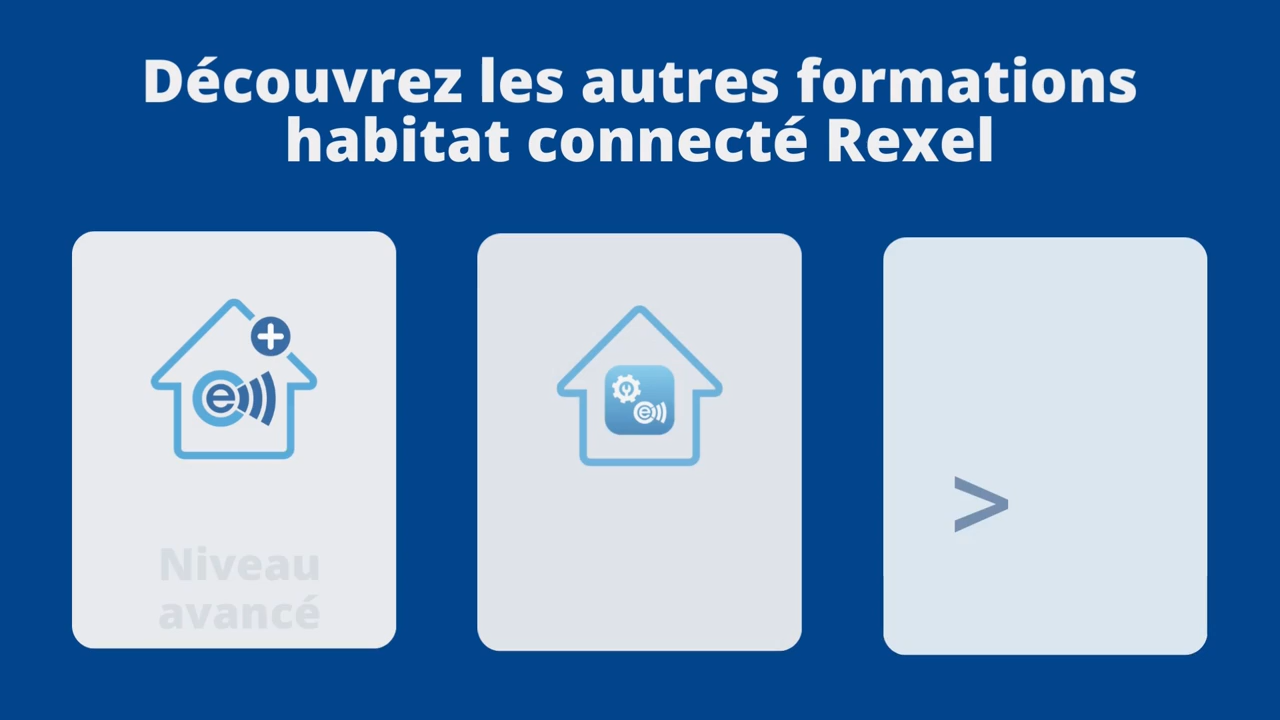 Découvrez les autres formations
habitat connecté Rexel
e
e
Niveau
avancé
>